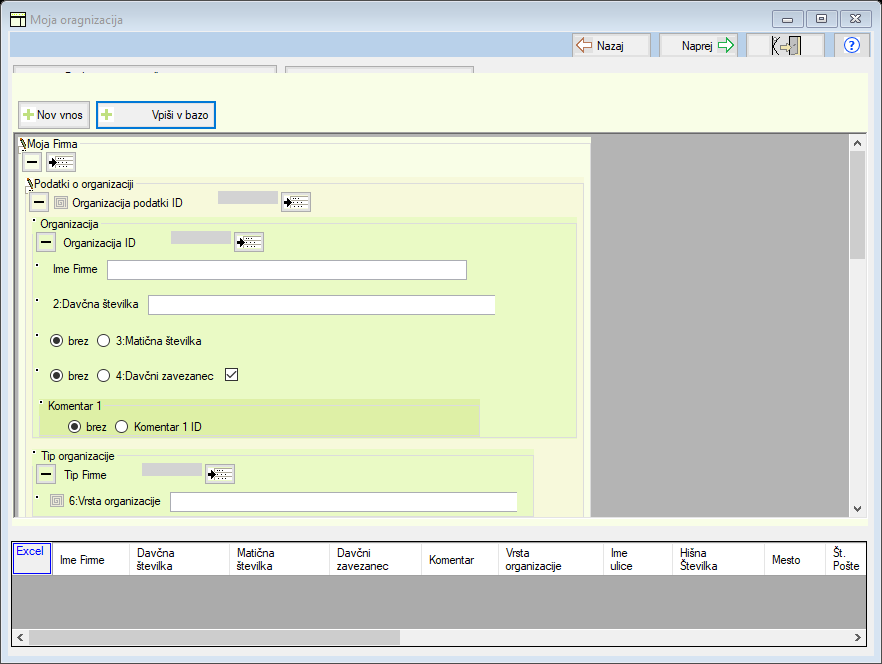 Moja oragnizacija
Nazaj
Naprej
?
Nov vnos
Vpiši v bazo
Moja Firma
Podatki o organizaciji
Organizacija podatki ID
Organizacija
Organizacija ID
Ime Firme
2:Davčna številka
brez 3:Matična številka
brez 4:Davčni zavezanec
Komentar 1
brez Komentar 1 ID
Tip organizacije
Tip Firme
6:Vrsta organizacije
Excel
Ime Firme
Davčna
številka
Matična
številka
Davčni
zavezanec
Komentar
Vrsta
organizacije
Ime
ulice
Hišna
Številka
Mesto
Št.
Pošte